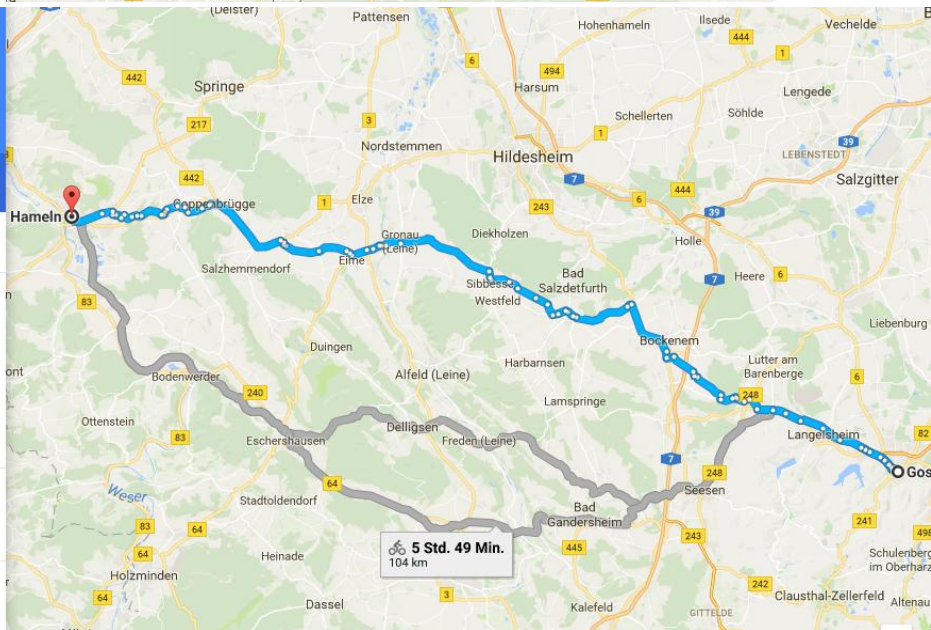 (Deister)
Pattensen
Hohenhameln
Ilsede
Vechelde
444
1
442
6
494
Springe
Harsum
Lengede
217
3
Schellerten
Söhlde
1
39
Nordstemmen
LEBENSTEDT
Hildesheim
Salzgitter
442
7
444
6
Elze
1
243
39
Hameln
Coppenbrügge
Gronau
(Leine)
Diekholzen
Holle
Salzhemmendorf
Eime
7
Heere
6
Sibbesse
Westfeld
Bad
Salzdetfurth
83
Liebenburg
Bockenem
Duingen
Harbarnsen
Lutter am
Barenberge
Bodenwerder
Alfeld (Leine)
6
240
Lamspringe
248
Ottenstein
Delligsen
Langelsheim
82
83
Eschershausen
Freden (Leine)
7
248
Gos
64
Weser
Stadtoldendorf
Seesen
Bad
Gandersheim
83
64
243
241
498
5 Std. 49 Min.
104 km
445
Heinade
Schulenberg
im Oberharz
64
Holzminden
242
3
64
Dassel
Kalefeld
GITTELDE
Clausthal-Zellerfeld
Altenau